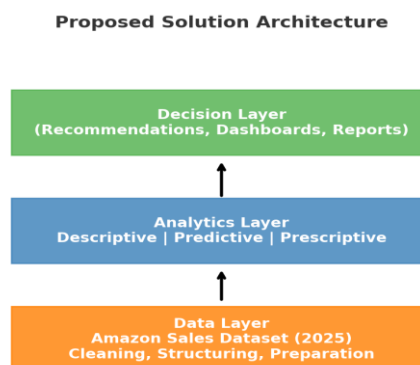 Proposed Solution Architecture
Decision Layer
(Recommendations, Dashboards, Reports)
Analytics Layer
Descriptive | Predictive | Prescriptive
Data Layer
Amazon Sales Dataset (2025)
Cleaning, Structuring, Preparation